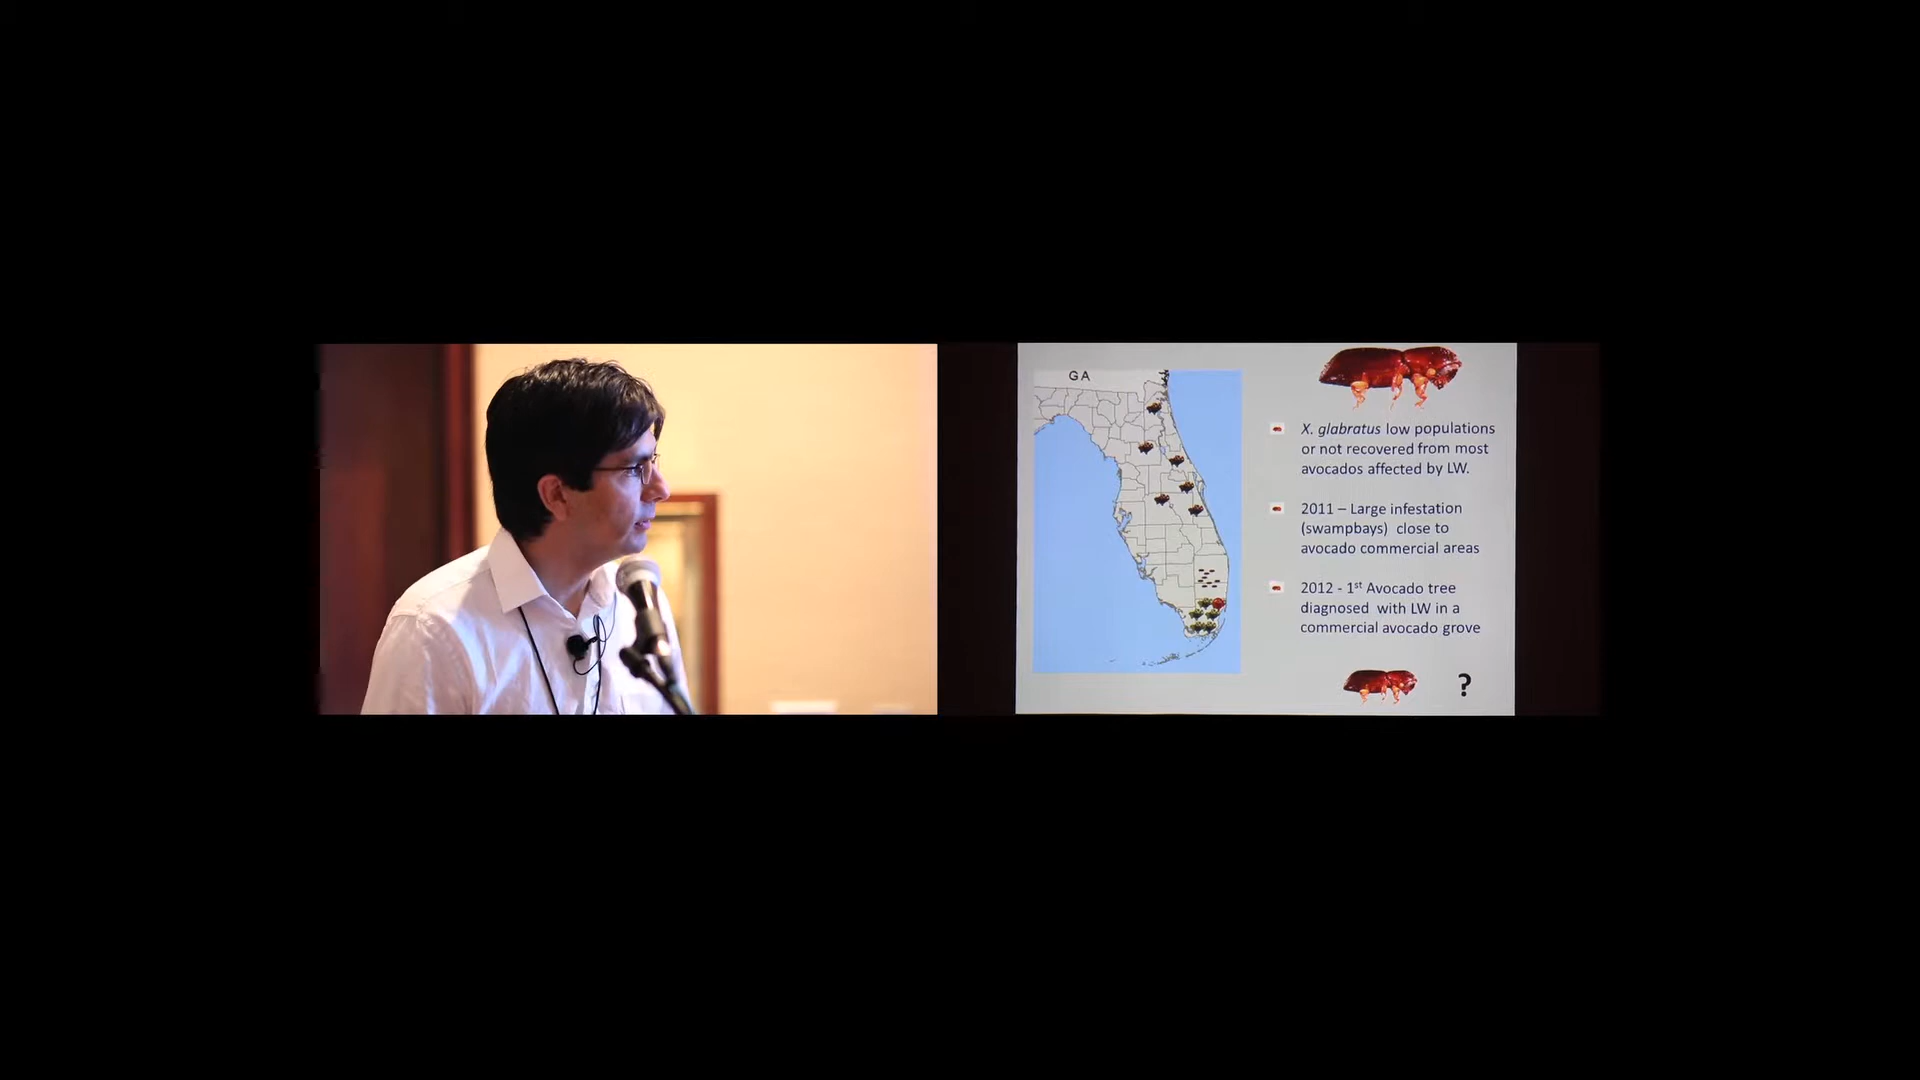 GA
X. glabratus low populations
or not recovered from most
avocados affected by LW.
2011 – Large infestation
(swampbays) close to
avocado commercial areas
2012 - 1st Avocado tree
diagnosed with LW in a
commercial avocado grove
?